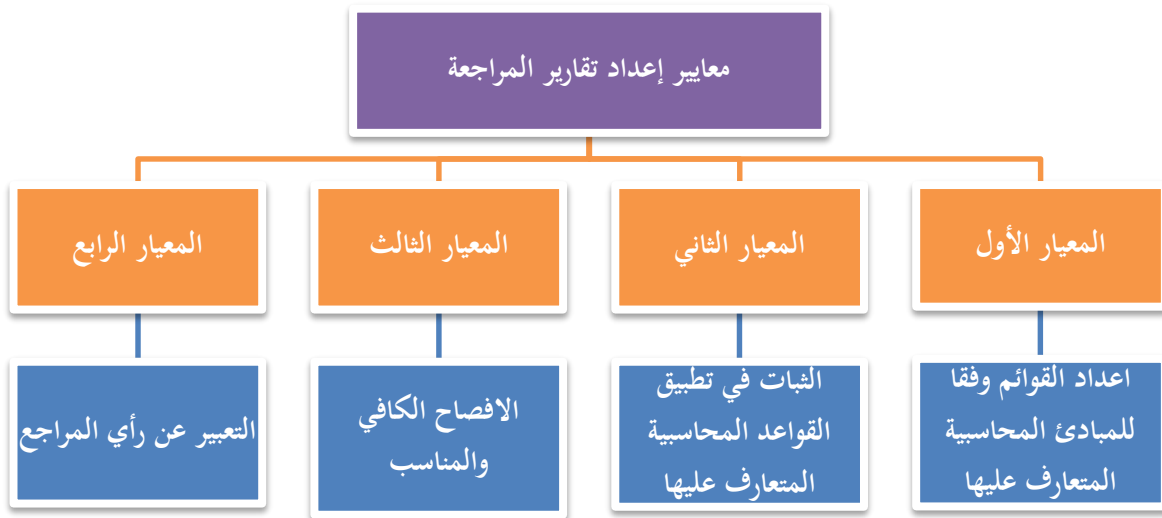 معايير إعداد تقارير المراجعة
المعيار الأول
المعيار الثاني
المعيار الثالث
المعيار الرابع
اعداد القوائم وفقا
للمبادئ المحاسبية
المتعارف عليها
الثبات في تطبيق
القواعد المحاسبية
المتعارف عليها
الافصاح الكافي
والمناسب
التعبير عن رأي المراجع